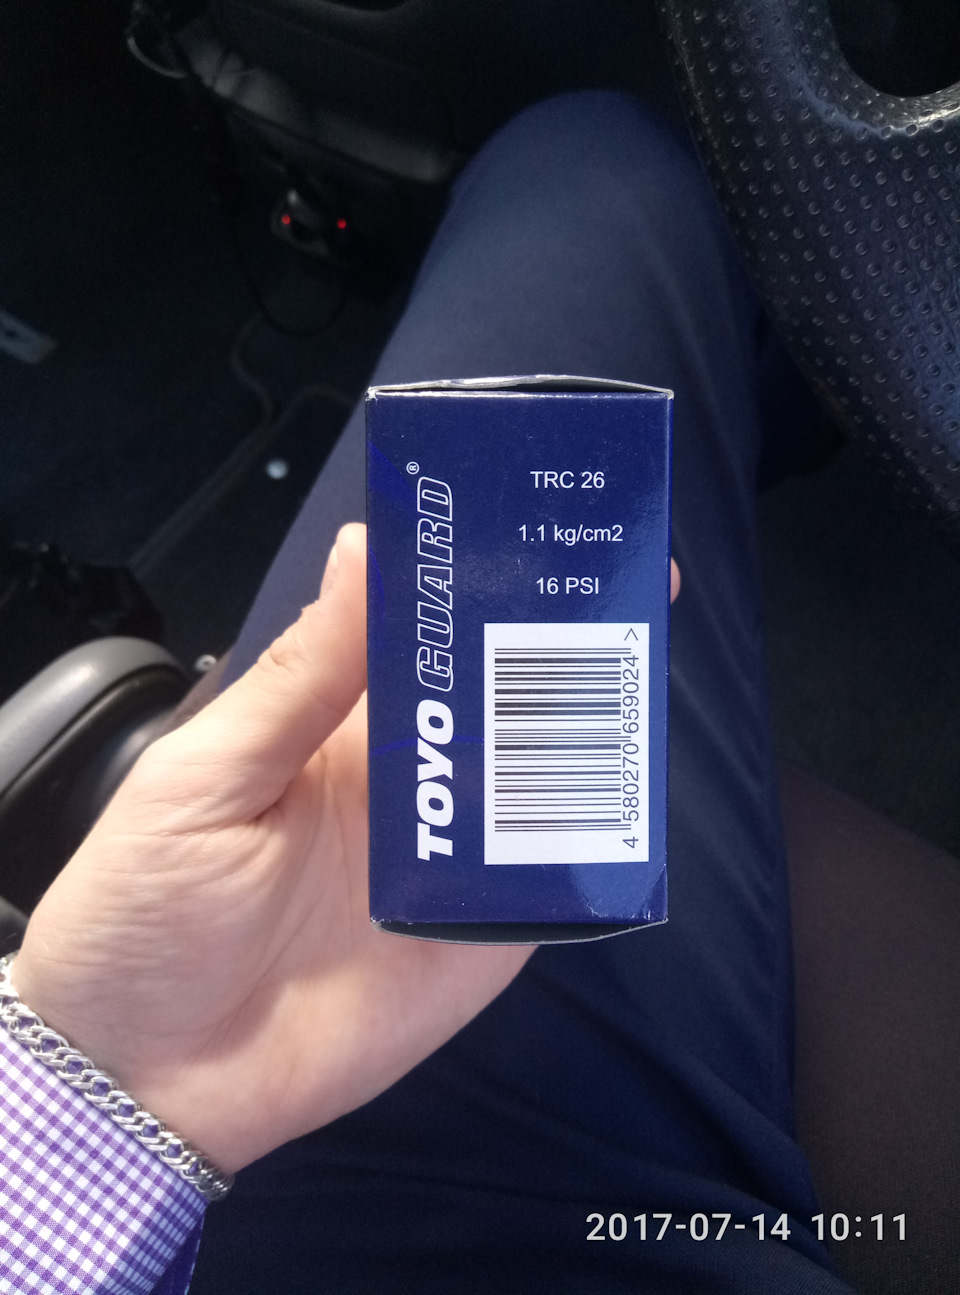 TOYO GUARD®
TRC 26
1.1 kg/cm2
16 PSI
4 580270 659024 >
2017-07-14 10:11